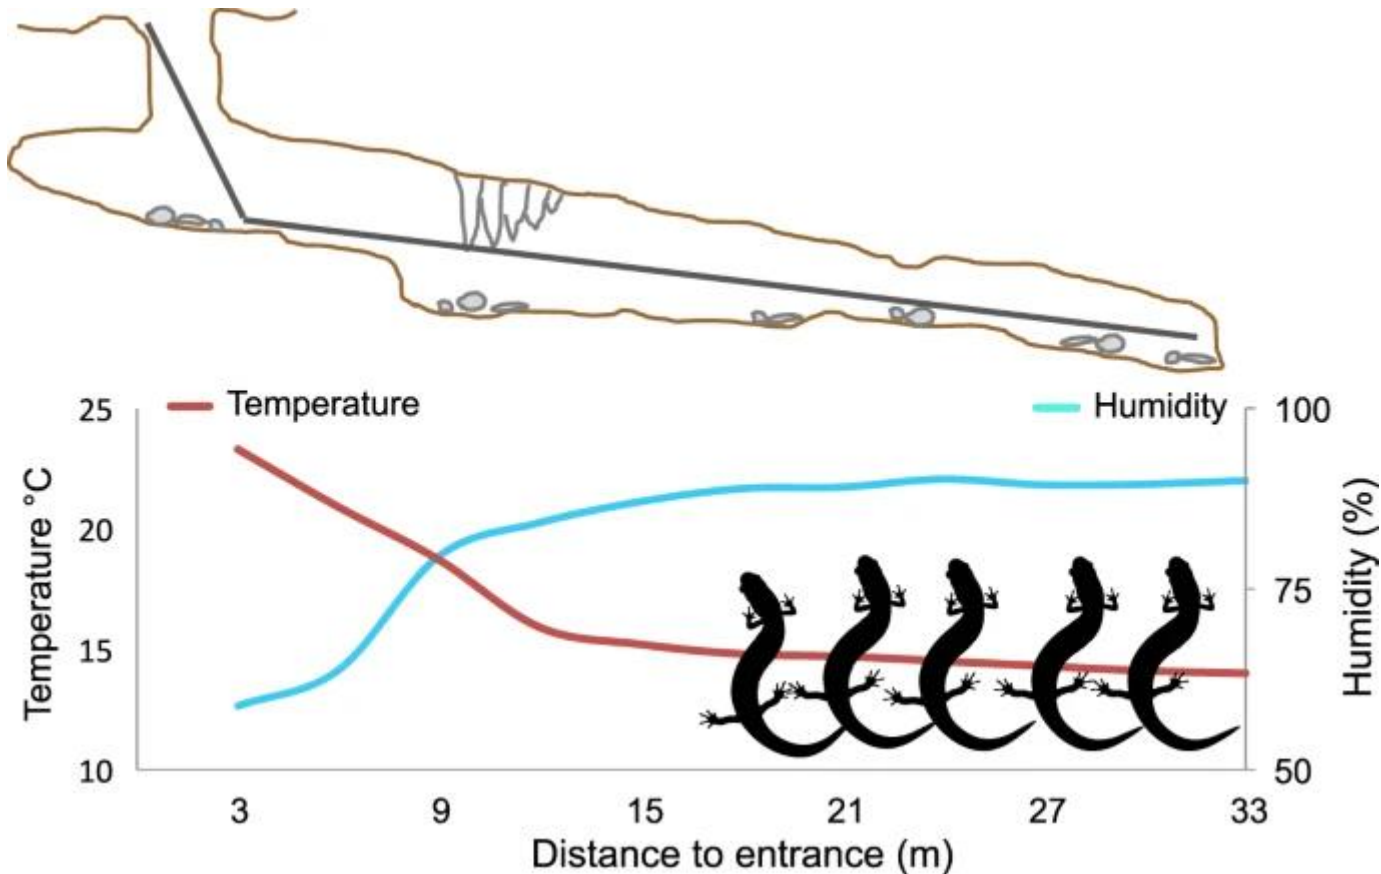 Temperature
Humidity
25
20
15
10
Temperature °C
100
75
50
Humidity (%)
3 9 15 21 27 33
Distance to entrance (m)